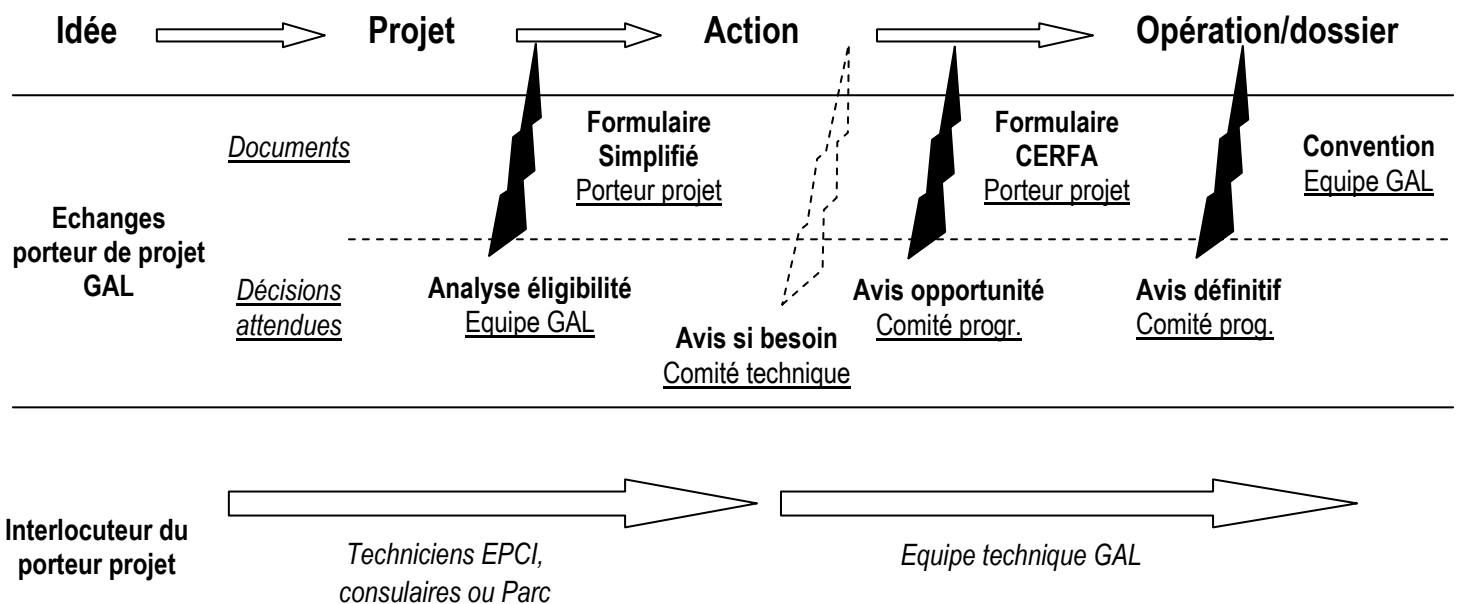 Idée Projet Action Opération/dossier
Documents
Formulaire
Simplifié
Porteur projet
Formulaire
CERFA
Porteur projet
Convention
Equipe GAL
Echanges
porteur de projet
GAL
Décisions
attendues
Analyse éligibilité
Equipe GAL
Avis si besoin
Comité technique
Avis opportunité
Comité progr.
Avis définitif
Comité prog.
Interlocuteur du
porteur projet
Techniciens EPCI,
consulaires ou Parc
Equipe technique GAL